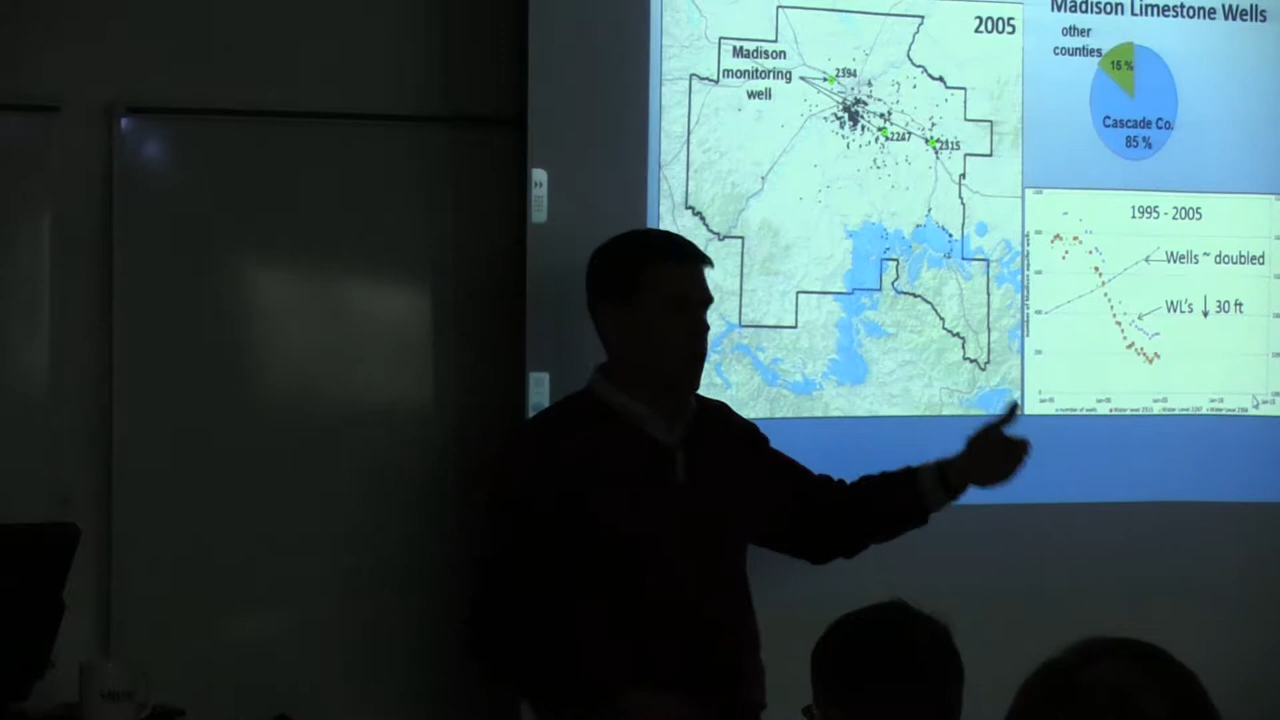 Madison Limestone Wells
2005
other
counties
15 %
Cascade Co.
85 %
Madison
monitoring
well
2394
2247
2315
1995 - 2005
Wells ~ doubled
WL's ↓ 30 ft